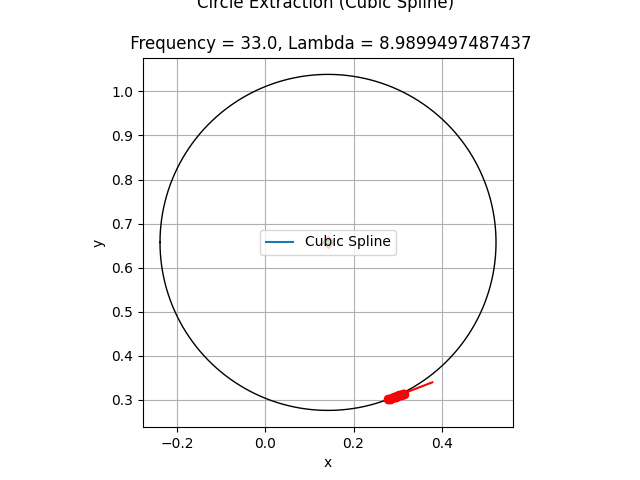 Circle Extraction (Cubic Spline)
Frequency = 33.0, Lambda = 8.9899497487437
1.0
0.9
0.8
y
0.7
Cubic Spline
0.6
0.5
0.4
0.3
−0.2 0.0 0.2 0.4
x